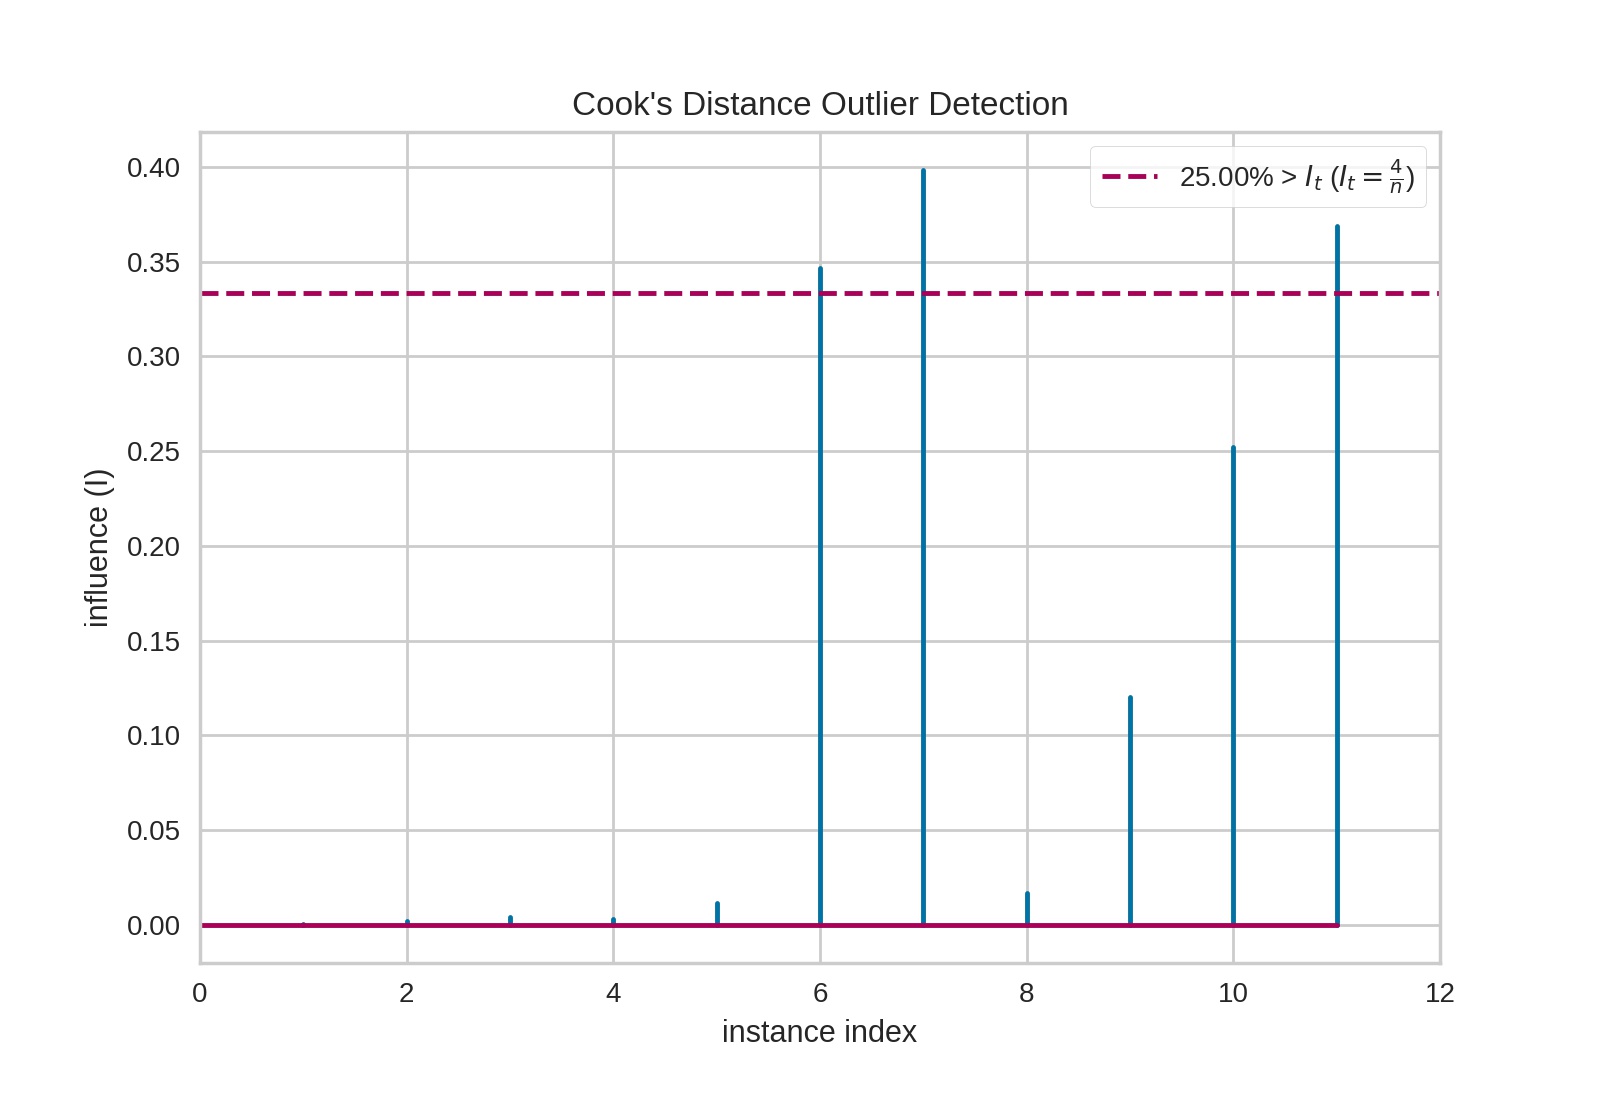 Cook's Distance Outlier Detection
25.00% > I_t (I_t = 4/n)
0.40
0.35
0.30
0.25
0.20
0.15
0.10
0.05
0.00
influence (I)
0 2 4 6 8 10 12
instance index